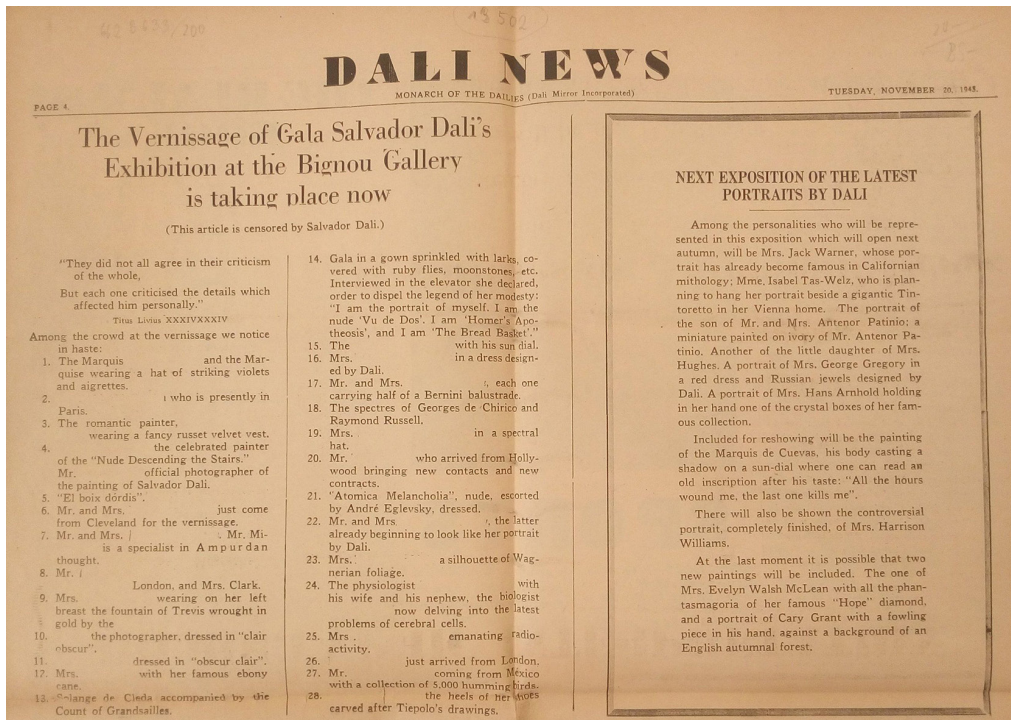 DALI NEWS
MONARCH OF THE DAILIES (Dali Mirror Incorporated)
PAGE 4.
TUESDAY, NOVEMBER 20, 1945.
The Vernissage of Gala Salvador Dali's
Exhibition at the Bignou Gallery
is taking place now
(This article is censored by Salvador Dali.)
"They did not all agree in their criticism
of the whole,
But each one criticised the details which
affected him personally."
Titus Livius XXXIVXXXIV
Among the crowd at the vernissage we notice
in haste:
1. The Marquis and the Mar-
quise wearing a hat of striking violets
and aigrettes.
2. who is presently in
Paris.
3. The romantic painter,
wearing a fancy russet velvet vest.
4. the celebrated painter
of the "Nude Descending the Stairs."
Mr. official photographer of
the painting of Salvador Dali.
5. "El boix dórdis".
6. Mr. and Mrs. just come
from Cleveland for the vernissage.
7. Mr. and Mrs. . Mr. Mi-
is a specialist in Ampurdan
thought.
8. Mr.
London, and Mrs. Clark.
9. Mrs. wearing on her left
breast the fountain of Trevis wrought in
gold by the
10. the photographer, dressed in "clair
obscur".
11. dressed in "obscur clair".
12. Mrs. with her famous ebony
cane.
13. Solange de Cleda accompanied by the
Count of Grandsailles.
14. Gala in a gown sprinkled with larks, co-
vered with ruby flies, moonstones, etc.
Interviewed in the elevator she declared,
order to dispel the legend of her modesty:
"I am the portrait of myself. I am the
nude 'Vu de Dos'. I am 'Homer's Apo-
theosis', and I am 'The Bread Basket'."
15. The with his sun dial.
16. Mrs. in a dress design-
ed by Dali.
17. Mr. and Mrs. , each one
carrying half of a Bernini balustrade.
18. The spectres of Georges de Chirico and
Raymond Russell.
19. Mrs. in a spectral
hat.
20. Mr. who arrived from Holly-
wood bringing new contacts and new
contracts.
21. "Atomica Melancholia", nude, escorted
by André Eglevsky, dressed.
22. Mr. and Mrs , the latter
already beginning to look like her portrait
by Dali.
23. Mrs. a silhouette of Wag-
nerian foliage.
24. The physiologist with
his wife and his nephew, the biologist
now delving into the latest
problems of cerebral cells.
25. Mrs . emanating radio-
activity.
26. just arrived from London.
27. Mr. coming from Mexico
with a collection of 5,000 humming birds.
28. the heels of her shoes
carved after Tiepolo's drawings.
NEXT EXPOSITION OF THE LATEST
PORTRAITS BY DALI
Among the personalities who will be repre-
sented in this exposition which will open next
autumn, will be Mrs. Jack Warner, whose por-
trait has already become famous in Californian
mithology; Mme. Isabel Tas-Welz, who is plan-
ning to hang her portrait beside a gigantic Tin-
toretto in her Vienna home. The portrait of
the son of Mr. and Mrs. Antenor Patinio; a
miniature painted on ivory of Mr. Antenor Pa-
tinio. Another of the little daughter of Mrs.
Hughes. A portrait of Mrs. George Gregory in
a red dress and Russian jewels designed by
Dali. A portrait of Mrs. Hans Arnhold holding
in her hand one of the crystal boxes of her fam-
ous collection.
Included for reshowing will be the painting
of the Marquis de Cuevas, his body casting a
shadow on a sun-dial where one can read an
old inscription after his taste: "All the hours
wound me, the last one kills me".
There will also be shown the controversial
portrait, completely finished, of Mrs. Harrison
Williams.
At the last moment it is possible that two
new paintings will be included. The one of
Mrs. Evelyn Walsh McLean with all the phan-
tasmagoria of her famous "Hope" diamond,
and a portrait of Cary Grant with a fowling
piece in his hand, against a background of an
English autumnal forest.